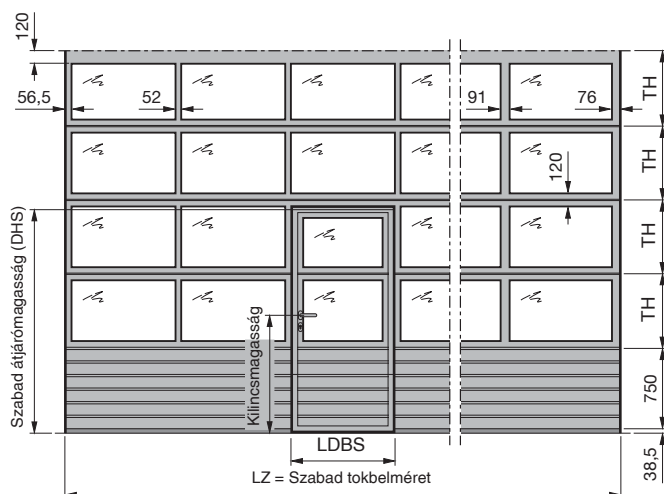 120
56,5
52
91
76
TH
120
TH
TH
TH
Szabad átjárómagasság (DHS)
Kilincsmagasság
750
38,5
LDBS
LZ = Szabad tokbelméret